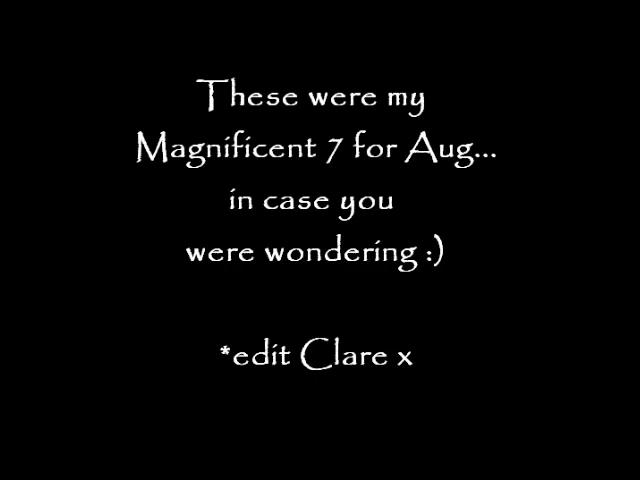 These were my
Magnificent 7 for Aug...
in case you
were wondering :)
*edit Clare x